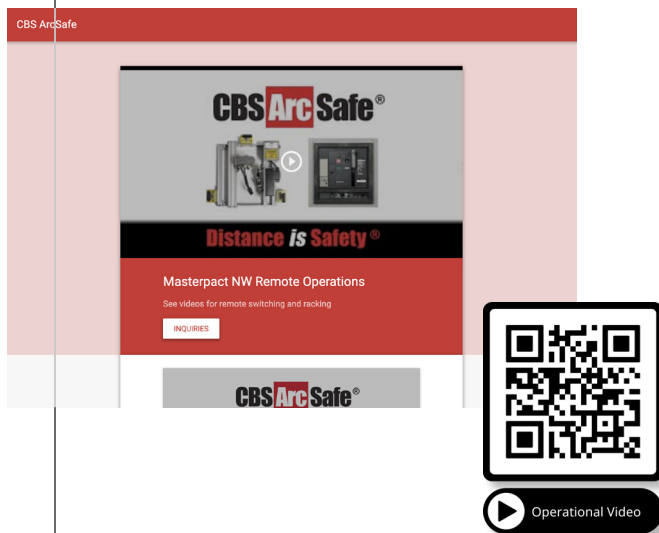 CBS ArcSafe
CBS ArcSafe®
Distance is Safety®
Masterpact NW Remote Operations
See videos for remote switching and racking
INQUIRIES
CBS ArcSafe®
Operational Video